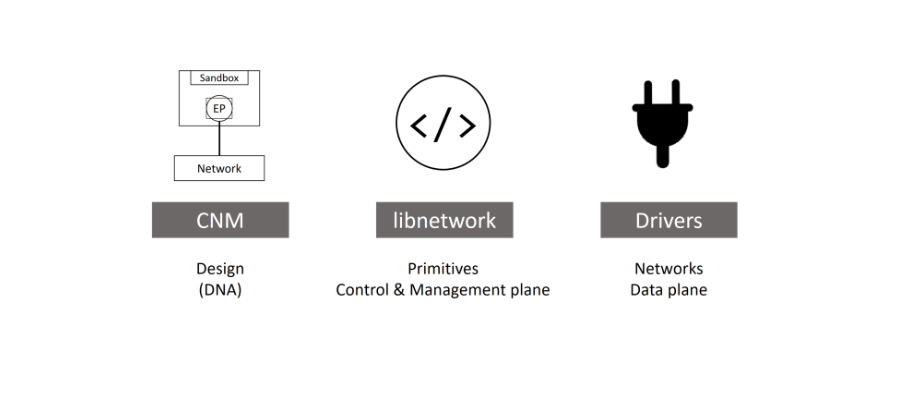 Sandbox
EP
Network
</>
CNM
libnetwork
Drivers
Design
(DNA)
Primitives
Control & Management plane
Networks
Data plane